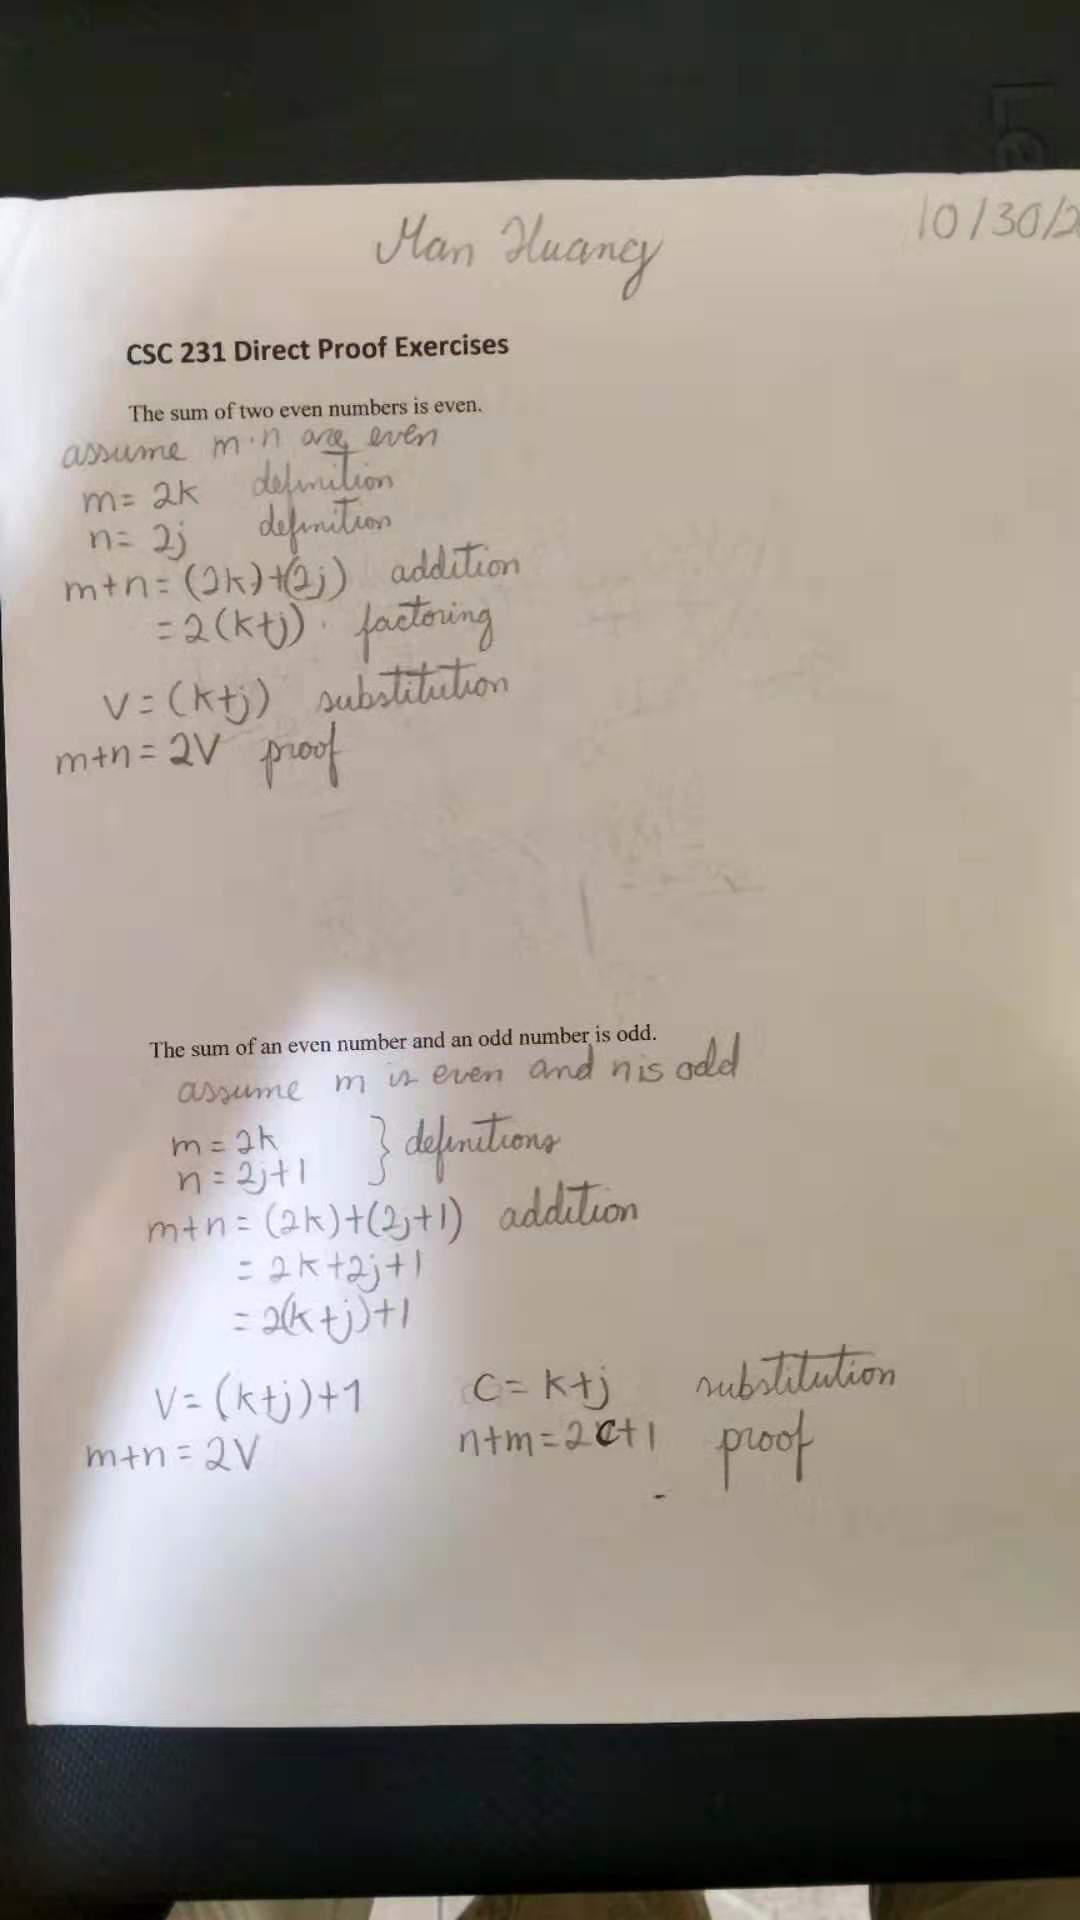 Le
Man Huang 10/30/2
CSC 231 Direct Proof Exercises
The sum of two even numbers is even.
assume m·n are even
m = 2k definition
n = 2j definition
m+n = (2k)+(2j) addition
= 2(k+j) · factoring
V = (k+j) substitution
m+n = 2V proof
The sum of an even number and an odd number is odd.
assume m is even and n is odd
m = 2k } definitions
n = 2j+1
m+n = (2k)+(2j+1) addition
= 2k+2j+1
= 2(k+j)+1
V = (k+j)+1 C = k+j substitution
m+n = 2V n+m = 2C+1 proof